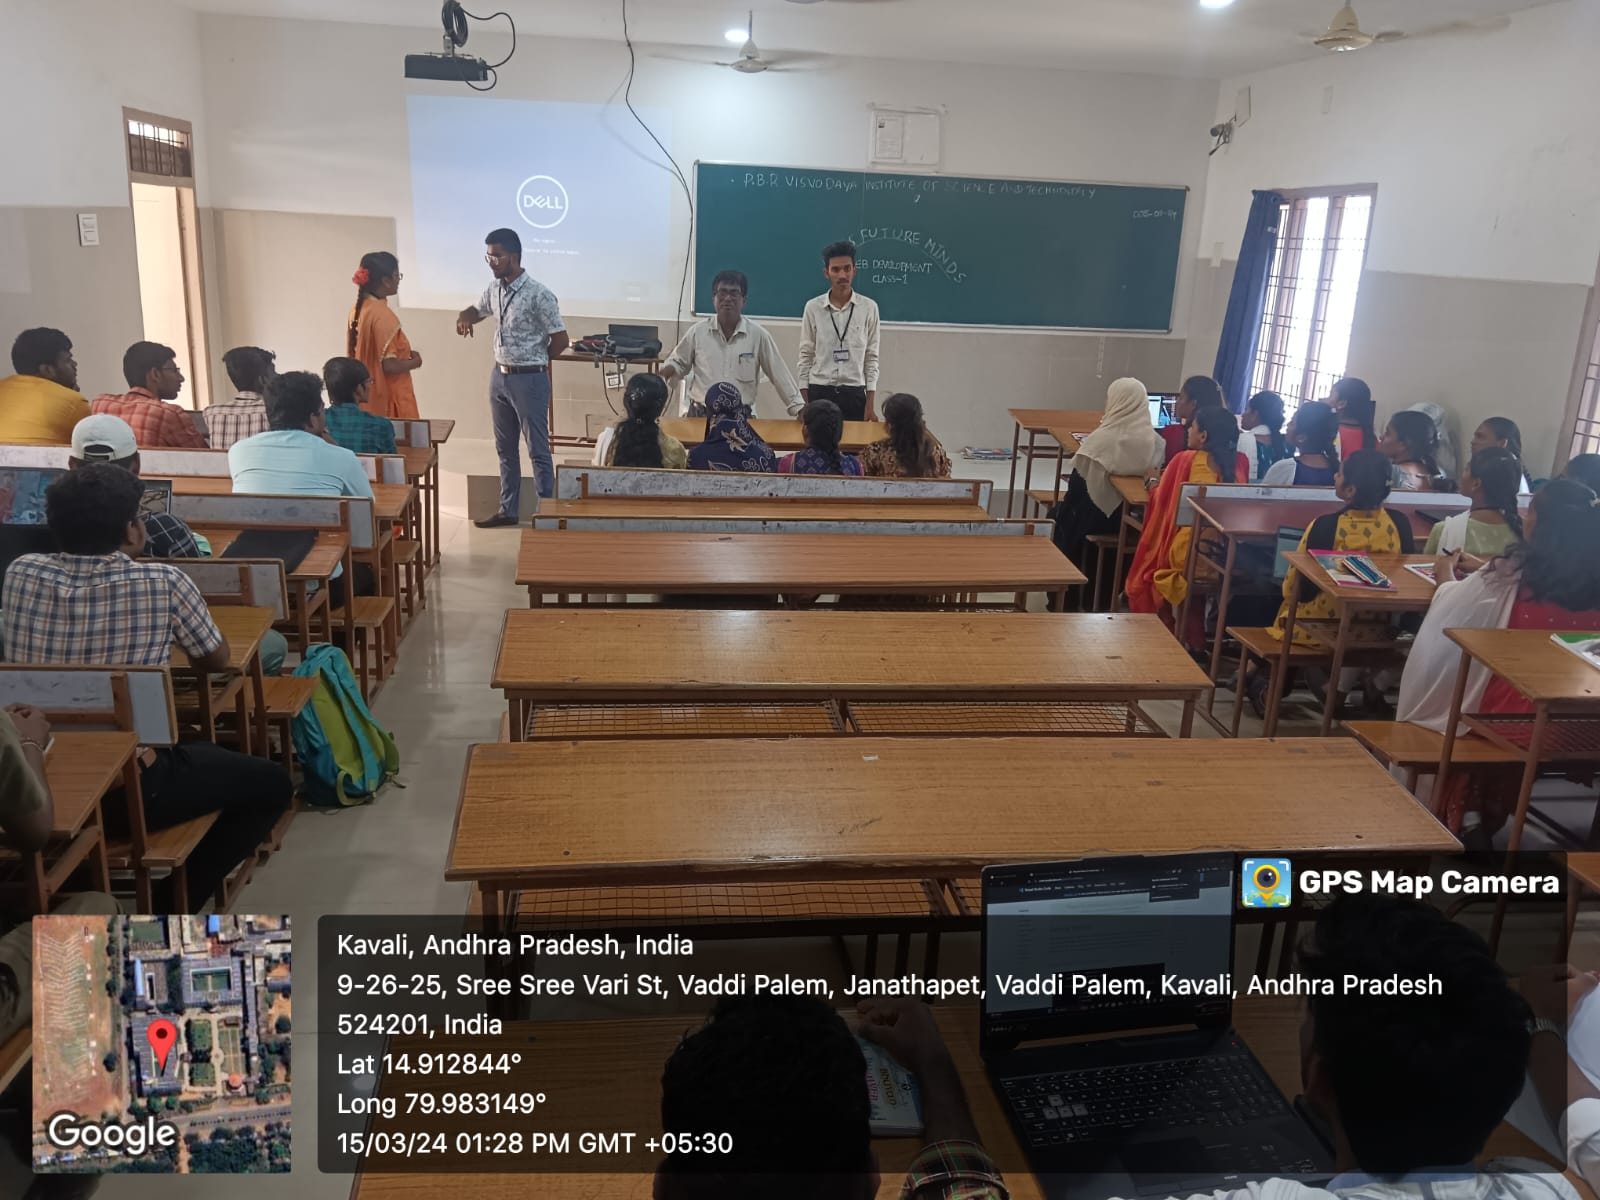 DELL
P.B.R VISVODAYA INSTITUTE OF SCIENCE AND TECHNOLOGY
FUTURE MINDS
DEVELOPMENT
CLASS-1
GPS Map Camera
Kavali, Andhra Pradesh, India
9-26-25, Sree Sree Vari St, Vaddi Palem, Janathapet, Vaddi Palem, Kavali, Andhra Pradesh
524201, India
Lat 14.912844°
Long 79.983149°
15/03/24 01:28 PM GMT +05:30
Google